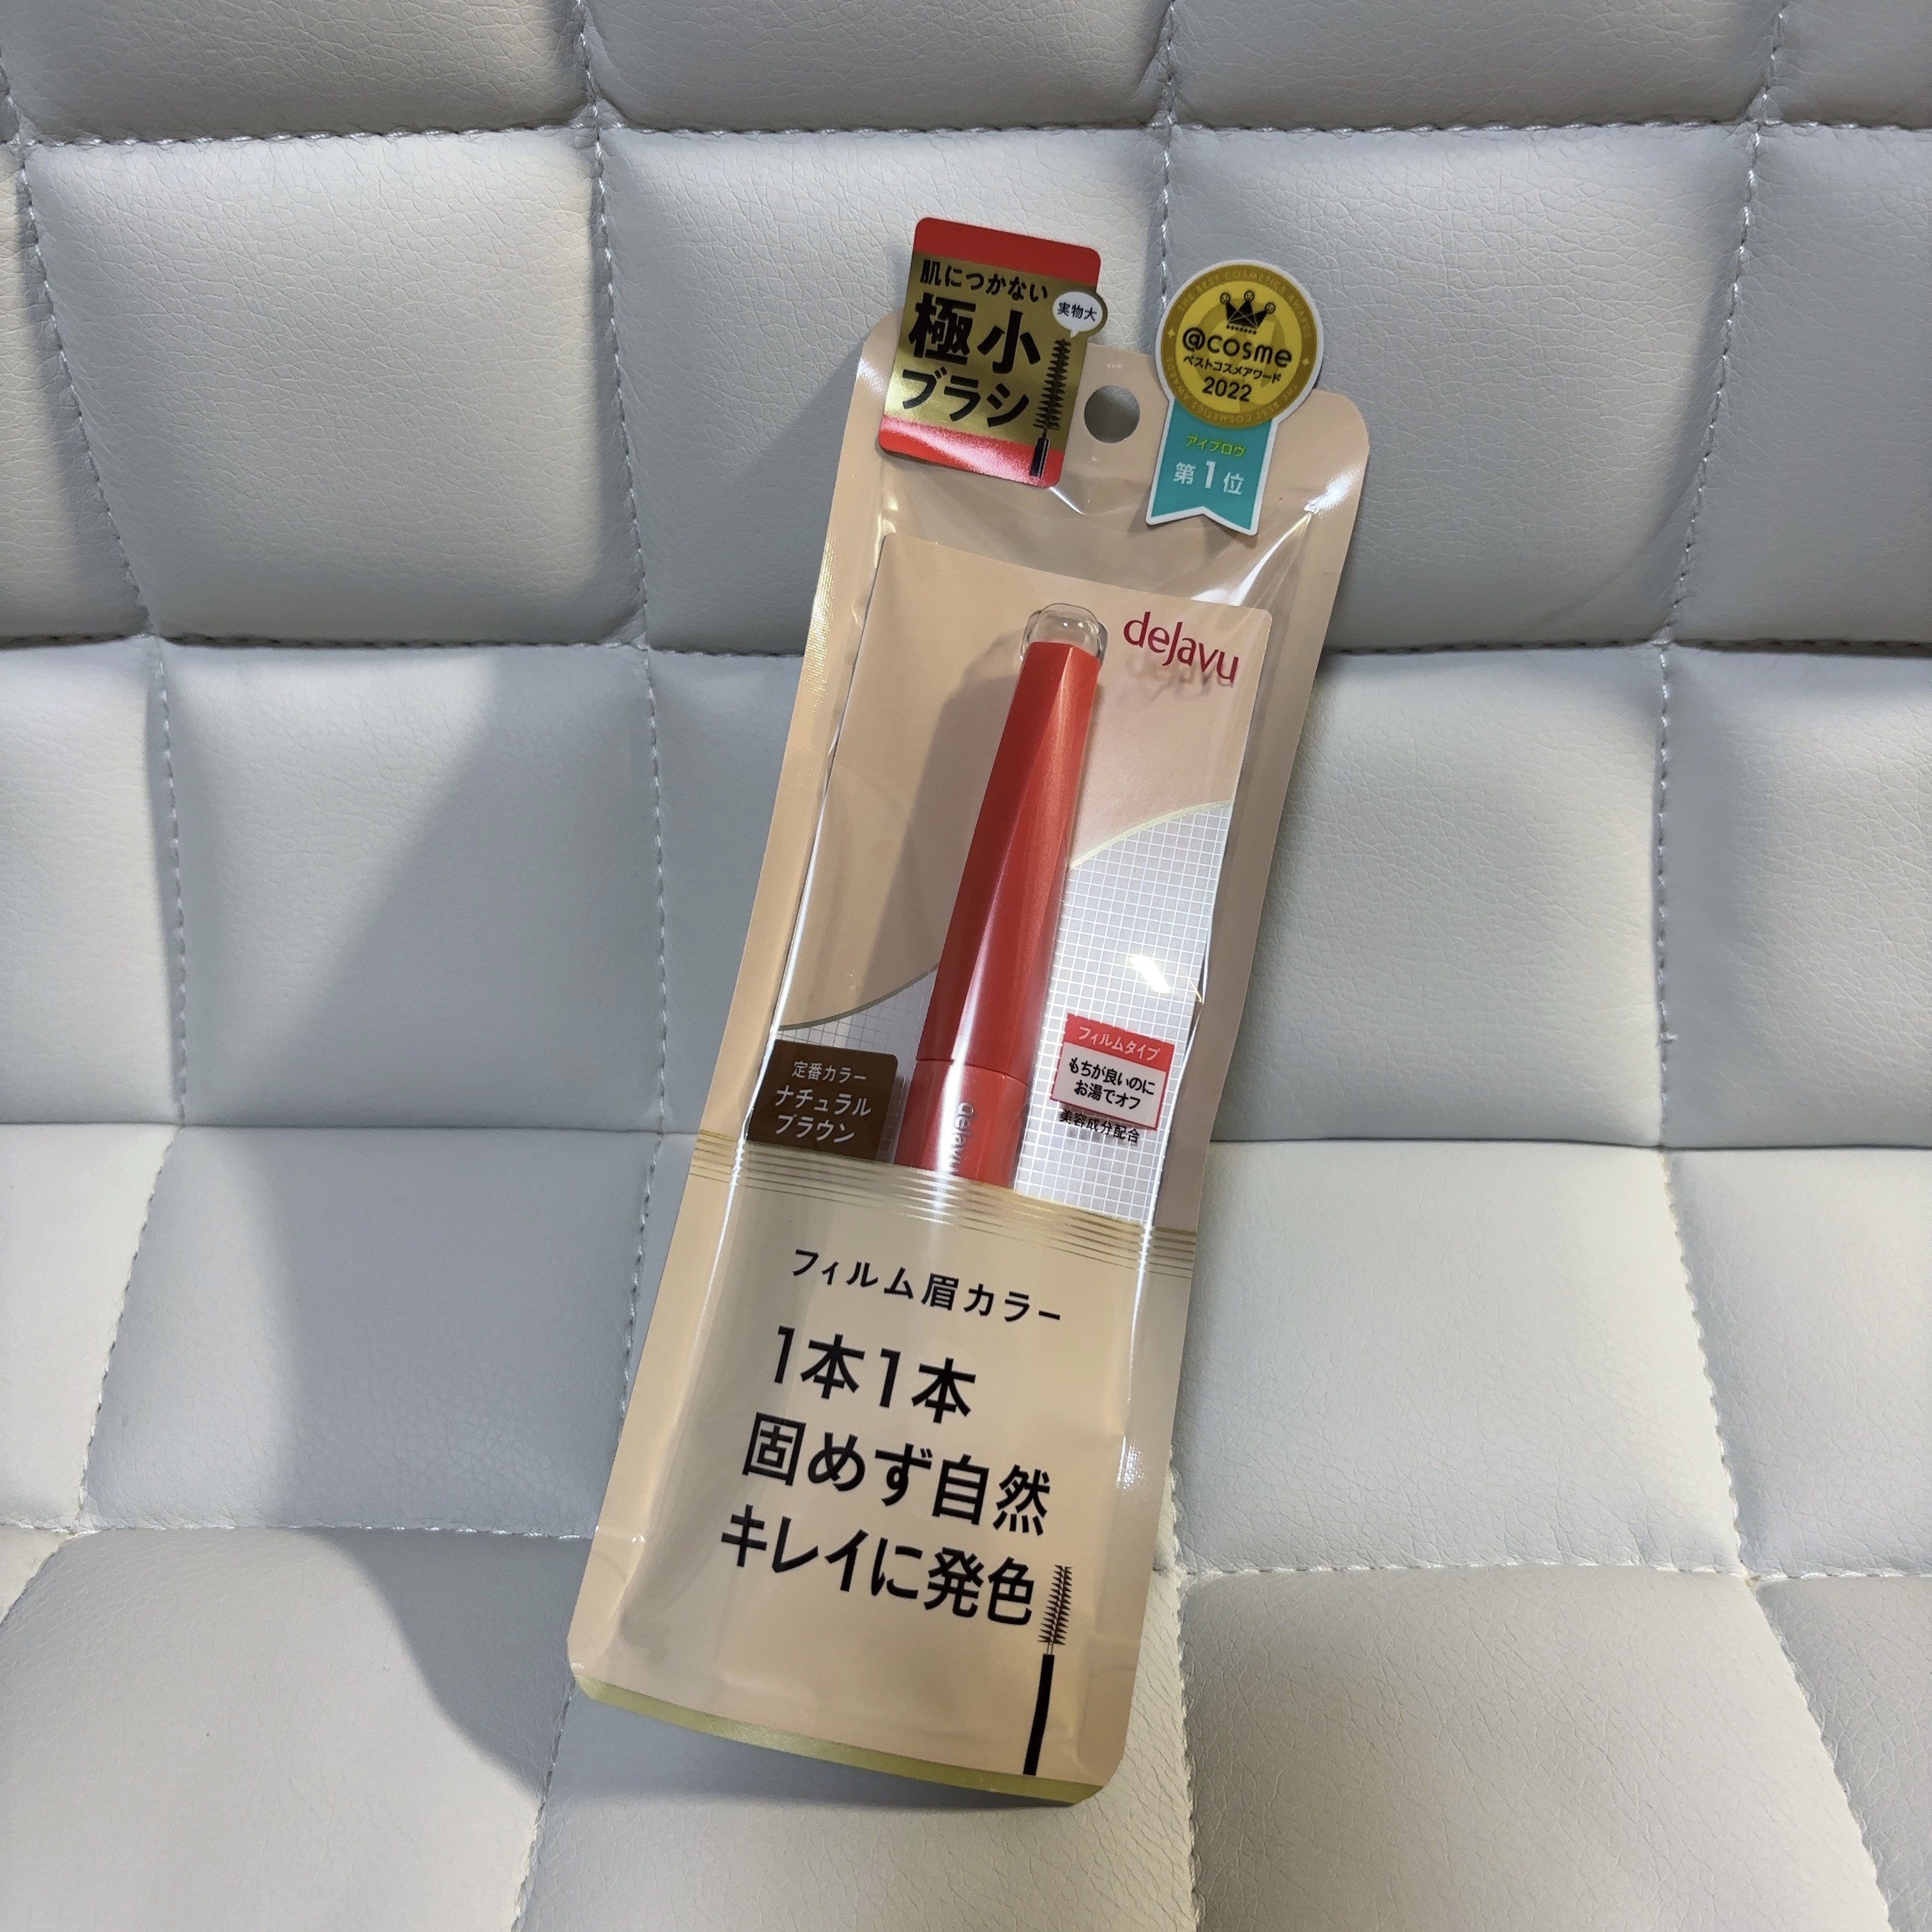 肌につかない
極小
ブラシ
実物大
THE BEST COSMETICS AWARDS
@cosme
ベストコスメアワード
2022
アイブロウ
第1位
dejavu
フィルムタイプ
もちが良いのに
お湯でオフ
美容成分配合
定番カラー
ナチュラル
ブラウン
dejavu
フィルム眉カラー
1本1本
固めず自然
キレイに発色